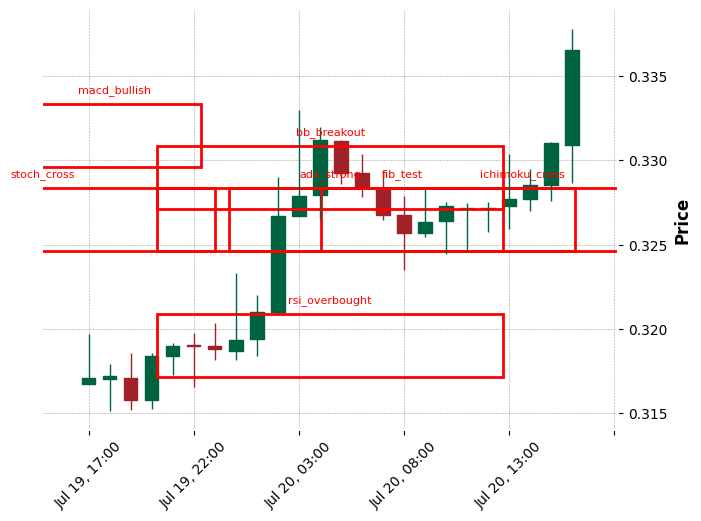 macd_bullish
bb_breakout
stoch_cross
fib_test
ichimoku_cross
rsi_overbought
0.335
0.330
0.325
0.320
0.315
Price
Jul 19, 17:00
Jul 19, 22:00
Jul 20, 03:00
Jul 20, 08:00
Jul 20, 13:00